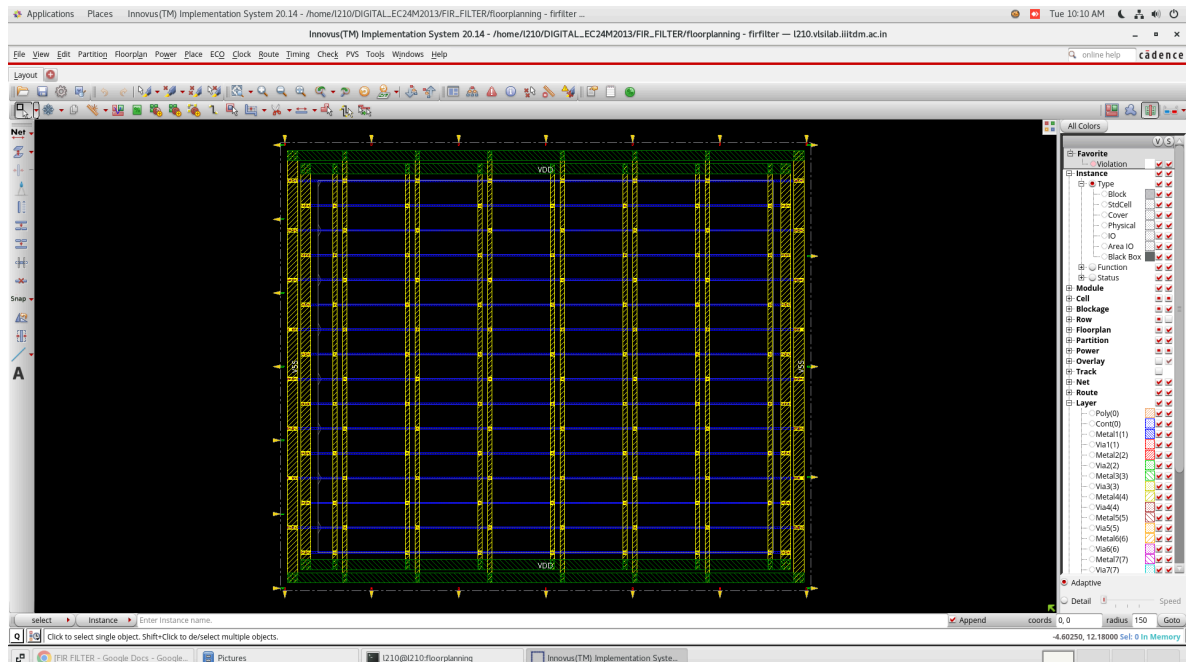 Applications Places Innovus(TM) Implementation System 20.14 - /home/l210/DIGITAL_EC24M2013/FIR_FILTER/floorplanning - firfilter ... Tue 10:10 AM
Innovus(TM) Implementation System 20.14 - /home/l210/DIGITAL_EC24M2013/FIR_FILTER/floorplanning - firfilter — l210.vlsilab.iiitdm.ac.in
File View Edit Partition Floorplan Power Place ECO Clock Route Timing Check PVS Tools Windows Help online help cādence
Layout
Net
Snap
A
VDD
VSS
VSS
VDD
All Colors
V S
Favorite
Violation
Instance
Type
Block
StdCell
Cover
Physical
IO
Area IO
Black Box
Function
Status
Module
Cell
Blockage
Row
Floorplan
Partition
Power
Overlay
Track
Net
Route
Layer
Poly(0)
Cont(0)
Metal1(1)
Via1(1)
Metal2(2)
Via2(2)
Metal3(3)
Via3(3)
Metal4(4)
Via4(4)
Metal5(5)
Via5(5)
Metal6(6)
Via6(6)
Metal7(7)
Via7(7)
Adaptive
Detail Speed
select Instance Enter Instance name. Append coords 0, 0 radius 150 Goto
Q Click to select single object. Shift+Click to de/select multiple objects. -4.60250, 12.18000 Sel: 0 In Memory
[FIR FILTER - Google Docs - Google... Pictures l210@l210:floorplanning Innovus(TM) Implementation Syste...